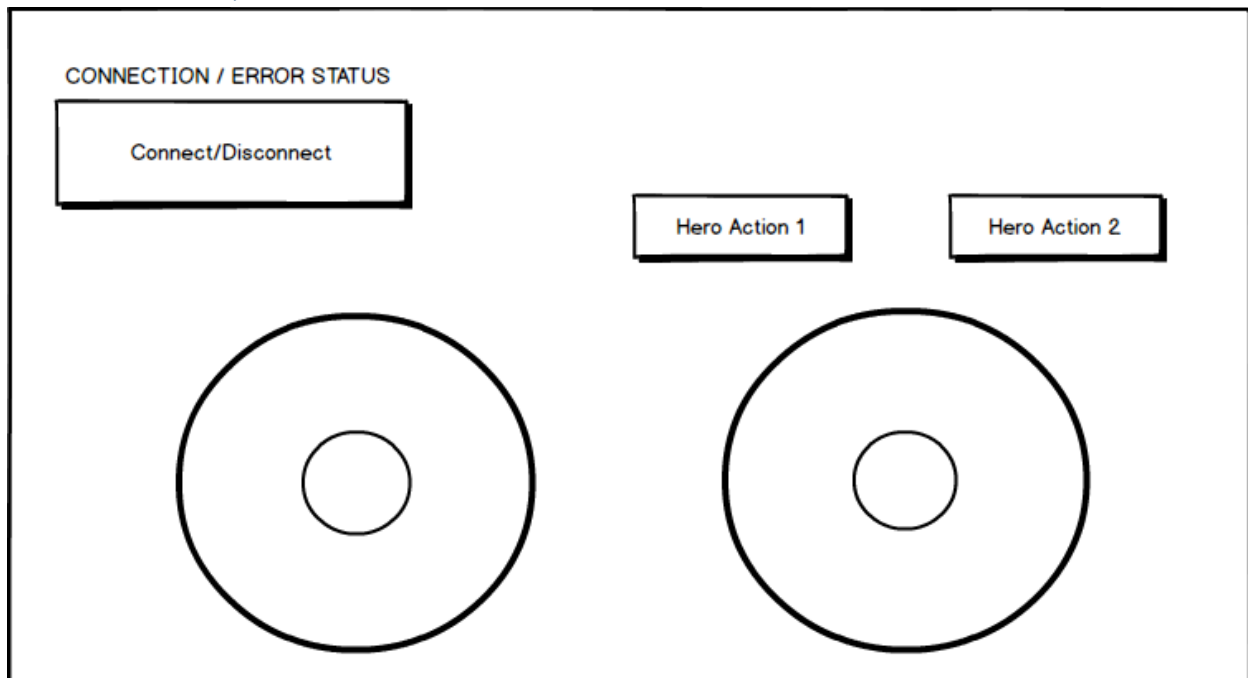 CONNECTION / ERROR STATUS
Connect/Disconnect
Hero Action 1
Hero Action 2